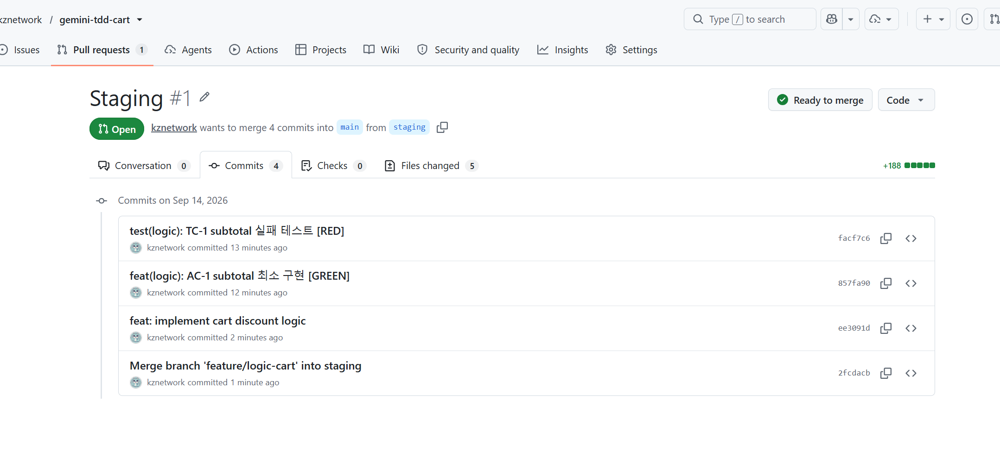 kznetwork / gemini-tdd-cart
Type / to search
Issues
Pull requests 1
Agents
Actions
Projects
Wiki
Security and quality
Insights
Settings
Staging #1
Ready to merge
Code
Open
kznetwork wants to merge 4 commits into main from staging
Conversation 0
Commits 4
Checks 0
Files changed 5
+188
Commits on Sep 14, 2026
test(logic): TC-1 subtotal 실패 테스트 [RED]
kznetwork committed 13 minutes ago
facf7c6
feat(logic): AC-1 subtotal 최소 구현 [GREEN]
kznetwork committed 12 minutes ago
857fa90
feat: implement cart discount logic
kznetwork committed 2 minutes ago
ee3091d
Merge branch 'feature/logic-cart' into staging
kznetwork committed 1 minute ago
2fcdacb